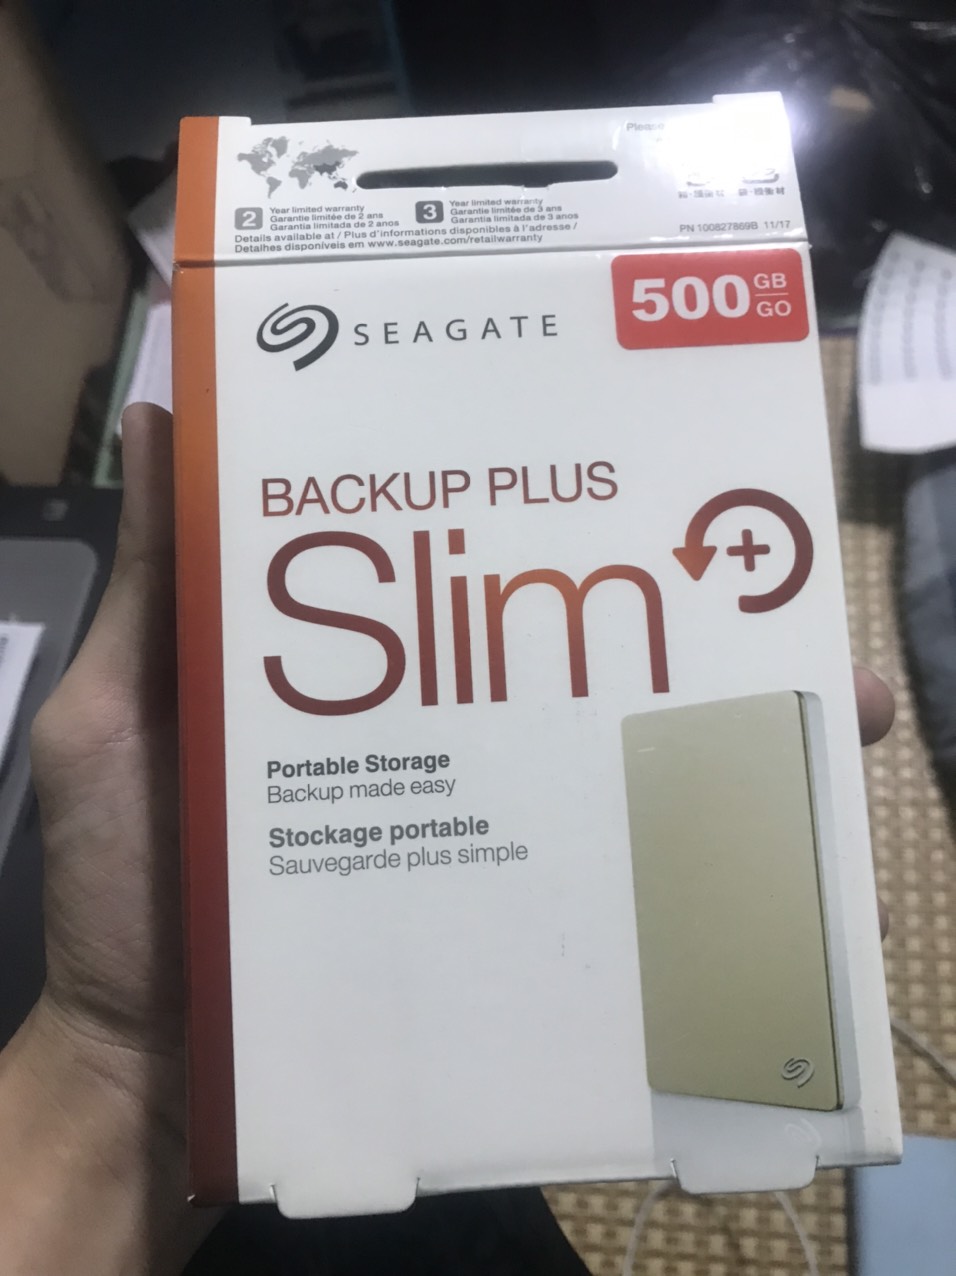 Please
2 Year limited warranty
Garantie limitée de 2 ans
Garantia limitada de 2 anos
3 Year limited warranty
Garantie limitée de 3 ans
Garantia limitada de 3 anos
Details available at / Plus d'informations disponibles à l'adresse /
Detalhes disponíveis em www.seagate.com/retailwarranty
PN 100827869B 11/17
SEAGATE
500 GB
GO
BACKUP PLUS
Slim
Portable Storage
Backup made easy
Stockage portable
Sauvegarde plus simple